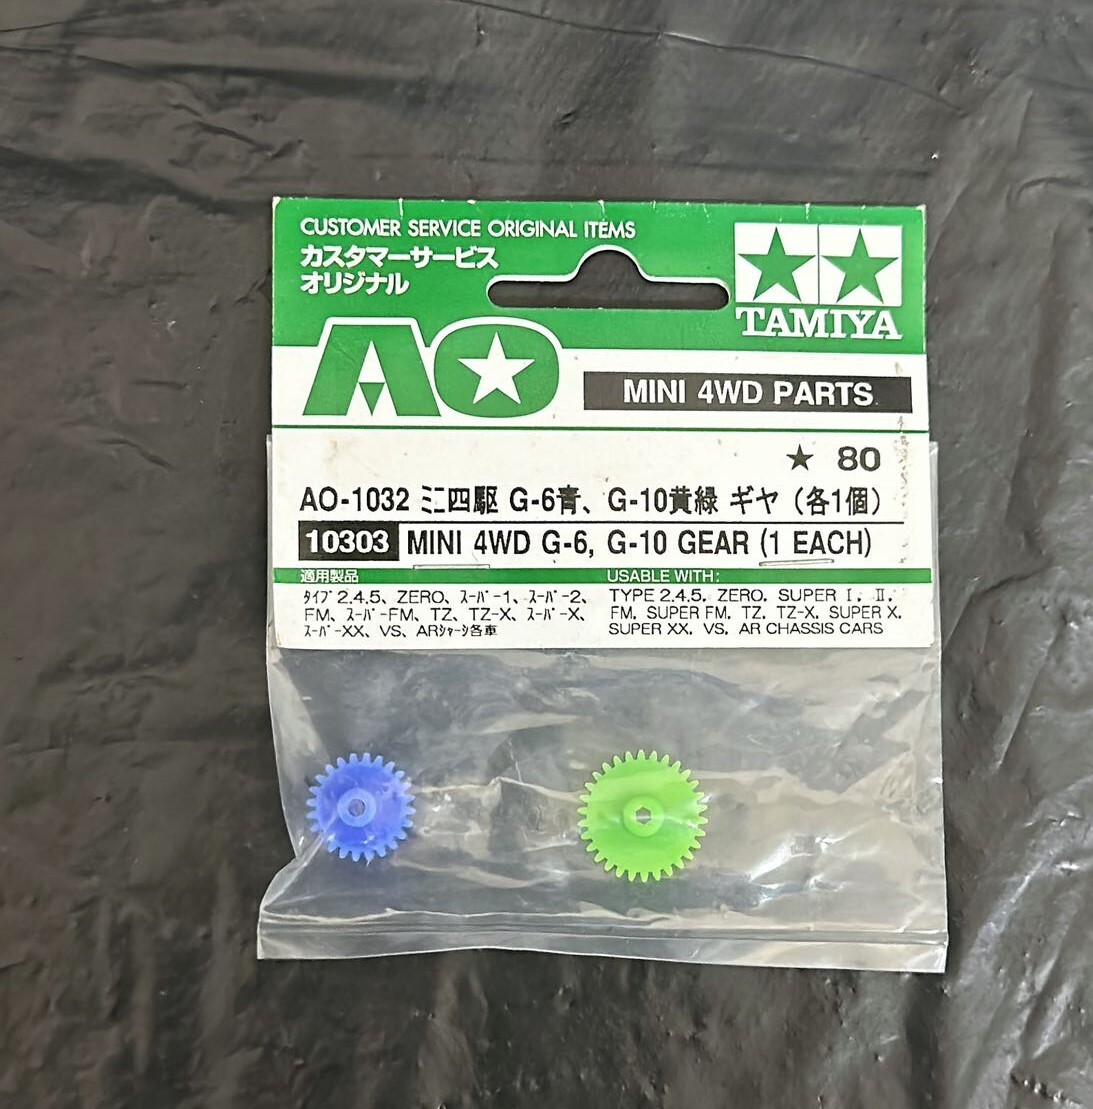 CUSTOMER SERVICE ORIGINAL ITEMS
カスタマーサービス
オリジナル
TAMIYA
AO
MINI 4WD PARTS
★ 80
AO-1032 ミニ四駆 G-6青、G-10黄緑 ギヤ（各1個）
10303 MINI 4WD G-6, G-10 GEAR (1 EACH)
適用製品
ﾀｲﾌﾟ2.4.5、ZERO、ｽｰﾊﾟｰ1、ｽｰﾊﾟｰ2、
FM、ｽｰﾊﾟｰFM、TZ、TZ-X、ｽｰﾊﾟｰX、
ｽｰﾊﾟｰXX、VS、ARｼｬｰｼ各車
USABLE WITH:
TYPE 2.4.5. ZERO. SUPER I. II.
FM. SUPER FM. TZ. TZ-X. SUPER X.
SUPER XX. VS. AR CHASSIS CARS